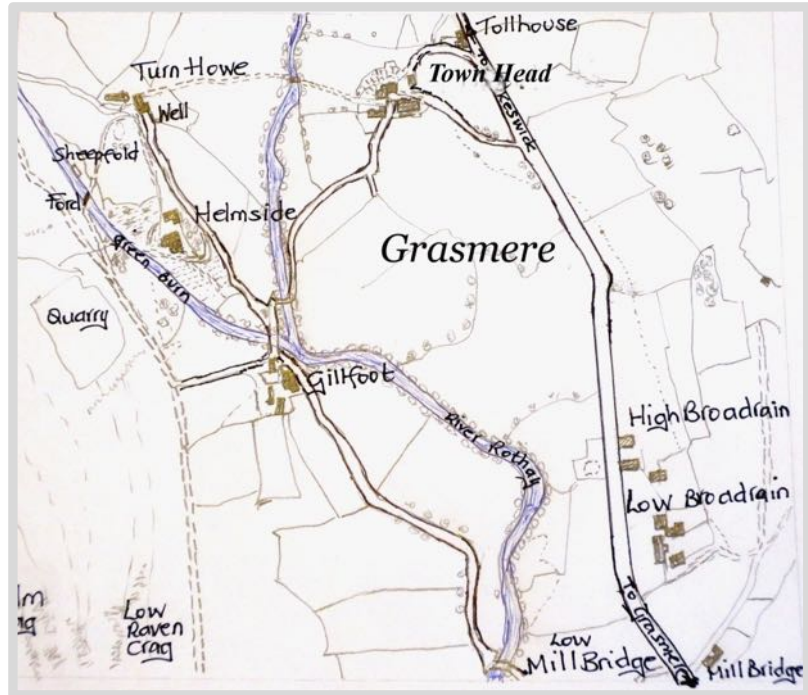 Tollhouse
Turn Howe
Town Head
To
Keswick
Well
Sheepfold
Ford
Helmside
Grasmere
Green Burn
Quarry
Gillfoot
High Broadrain
River Rothay
Low Broadrain
Low
Raven
Crag
To Grasmere
Low
Mill Bridge
Mill Bridge